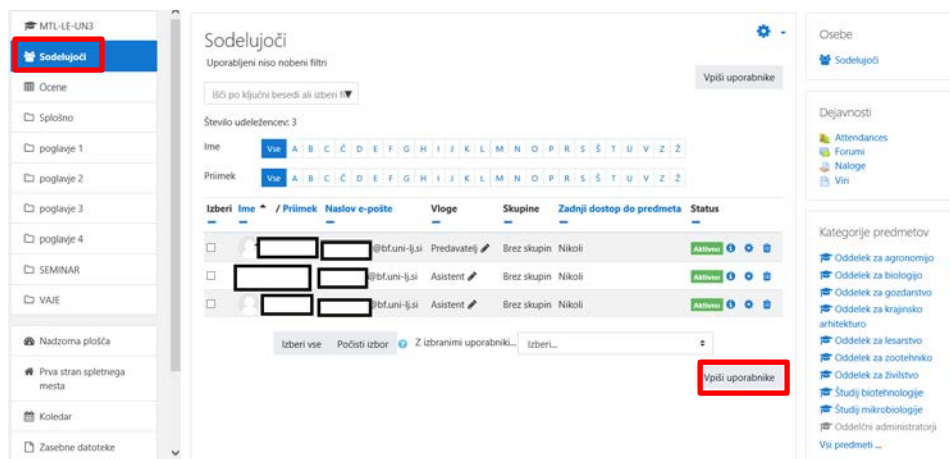 MTL-LE-UN3
Sodelujoči
Ocene
Splošno
poglavje 1
poglavje 2
poglavje 3
poglavje 4
SEMINAR
VAJE
Nadzorna plošča
Prva stran spletnega
mesta
Koledar
Zasebne datoteke
Sodelujoči
Uporabljeni niso nobeni filtri
Vpiši uporabnike
Išči po ključni besedi ali izberi
Število udeležencev: 3
Ime Vse A B C Č D E F G H I J K L M N O P R S Š T U V Z Ž
Priimek Vse A B C Č D E F G H I J K L M N O P R S Š T U V Z Ž
Izberi Ime / Priimek Naslov e-pošte Vloge Skupine Zadnji dostop do predmeta Status
@bf.uni-lj.si Predavatelj Brez skupin Nikoli Aktivno
@bf.uni-lj.si Asistent Brez skupin Nikoli
@bf.uni-lj.si Asistent Brez skupin Nikoli Aktivno
Izberi vse Počisti izbor Z izbranimi uporabniki... Izberi...
Vpiši uporabnike
Osebe
Sodelujoči
Dejavnosti
Attendances
Forumi
Naloge
Viri
Kategorije predmetov
Oddelek za agronomijo
Oddelek za biologijo
Oddelek za gozdarstvo
Oddelek za krajinsko
arhitekturo
Oddelek za lesarstvo
Oddelek za zootehniko
Oddelek za živilstvo
Študij biotehnologije
Študij mikrobiologije
Oddelčni administratorji
Vsi predmeti ...